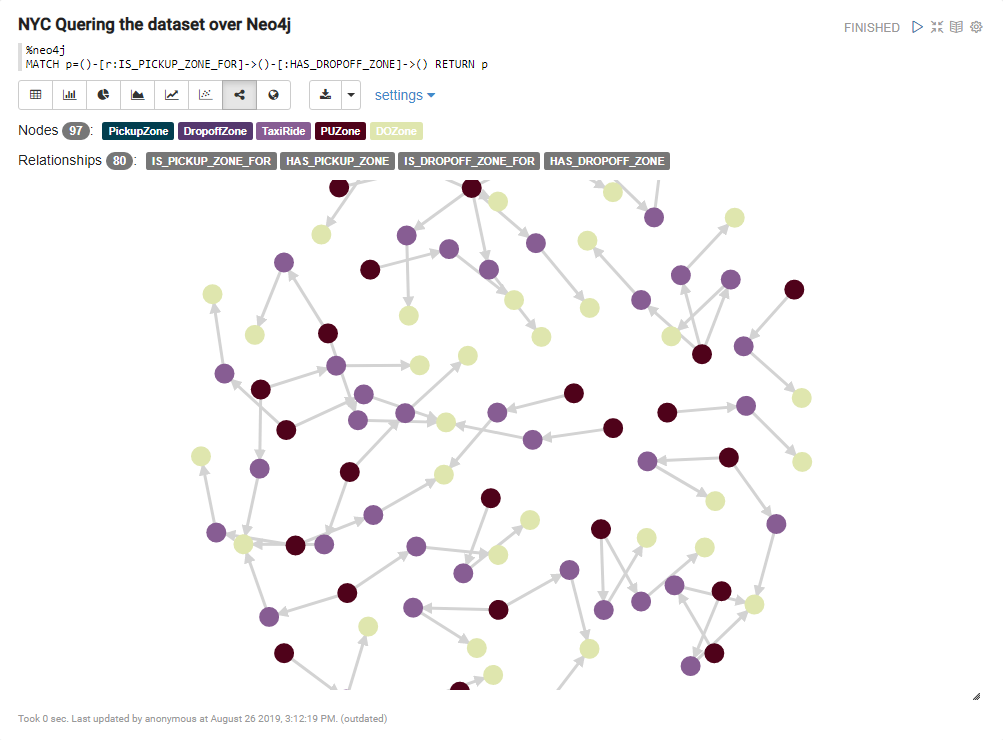 NYC Quering the dataset over Neo4j
FINISHED
%neo4j
MATCH p=()-[r:IS_PICKUP_ZONE_FOR]->()-[:HAS_DROPOFF_ZONE]->() RETURN p
settings
Nodes 97 : PickupZone DropoffZone TaxiRide PUZone DOZone
Relationships 80 : IS_PICKUP_ZONE_FOR HAS_PICKUP_ZONE IS_DROPOFF_ZONE_FOR HAS_DROPOFF_ZONE
Took 0 sec. Last updated by anonymous at August 26 2019, 3:12:19 PM. (outdated)